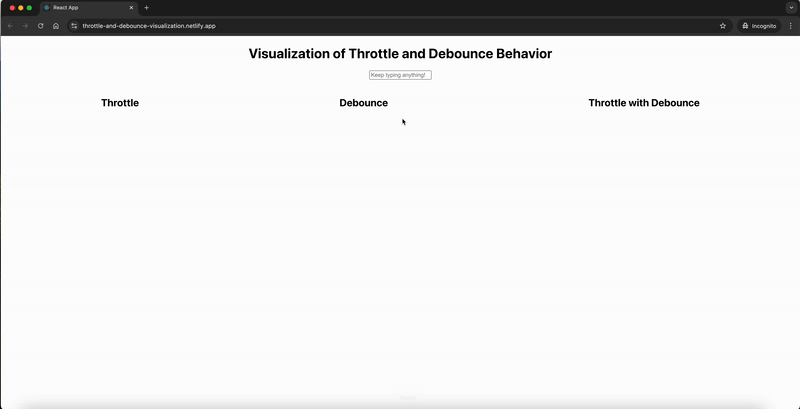 React App
throttle-and-debounce-visualization.netlify.app
Incognito
Visualization of Throttle and Debounce Behavior
Keep typing anything!
Throttle Debounce Throttle with Debounce